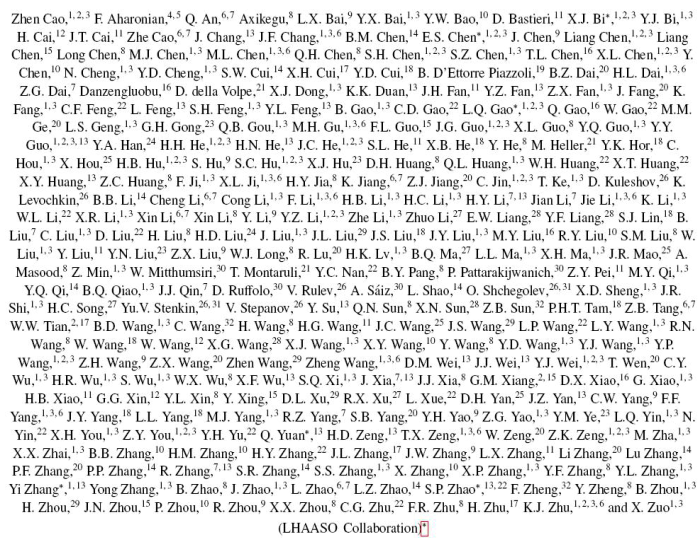 Zhen Cao,1,2,3 F. Aharonian,4,5 Q. An,6,7 Axikegu,8 L.X. Bai,9 Y.X. Bai,1,3 Y.W. Bao,10 D. Bastieri,11 X.J. Bi*,1,2,3 Y.J. Bi,1,3
H. Cai,12 J.T. Cai,11 Zhe Cao,6,7 J. Chang,13 J.F. Chang,1,3,6 B.M. Chen,14 E.S. Chen*,1,2,3 J. Chen,9 Liang Chen,1,2,3 Liang
Chen,15 Long Chen,8 M.J. Chen,1,3 M.L. Chen,1,3,6 Q.H. Chen,8 S.H. Chen,1,2,3 S.Z. Chen,1,3 T.L. Chen,16 X.L. Chen,1,2,3 Y.
Chen,10 N. Cheng,1,3 Y.D. Cheng,1,3 S.W. Cui,14 X.H. Cui,17 Y.D. Cui,18 B. D'Ettorre Piazzoli,19 B.Z. Dai,20 H.L. Dai,1,3,6
Z.G. Dai,7 Danzengluobu,16 D. della Volpe,21 X.J. Dong,1,3 K.K. Duan,13 J.H. Fan,11 Y.Z. Fan,13 Z.X. Fan,1,3 J. Fang,20 K.
Fang,1,3 C.F. Feng,22 L. Feng,13 S.H. Feng,1,3 Y.L. Feng,13 B. Gao,1,3 C.D. Gao,22 L.Q. Gao*,1,2,3 Q. Gao,16 W. Gao,22 M.M.
Ge,20 L.S. Geng,1,3 G.H. Gong,23 Q.B. Gou,1,3 M.H. Gu,1,3,6 F.L. Guo,15 J.G. Guo,1,2,3 X.L. Guo,8 Y.Q. Guo,1,3 Y.Y.
Guo,1,2,3,13 Y.A. Han,24 H.H. He,1,2,3 H.N. He,13 J.C. He,1,2,3 S.L. He,11 X.B. He,18 Y. He,8 M. Heller,21 Y.K. Hor,18 C.
Hou,1,3 X. Hou,25 H.B. Hu,1,2,3 S. Hu,9 S.C. Hu,1,2,3 X.J. Hu,23 D.H. Huang,8 Q.L. Huang,1,3 W.H. Huang,22 X.T. Huang,22
X.Y. Huang,13 Z.C. Huang,8 F. Ji,1,3 X.L. Ji,1,3,6 H.Y. Jia,8 K. Jiang,6,7 Z.J. Jiang,20 C. Jin,1,2,3 T. Ke,1,3 D. Kuleshov,26 K.
Levochkin,26 B.B. Li,14 Cheng Li,6,7 Cong Li,1,3 F. Li,1,3,6 H.B. Li,1,3 H.C. Li,1,3 H.Y. Li,7,13 Jian Li,7 Jie Li,1,3,6 K. Li,1,3
W.L. Li,22 X.R. Li,1,3 Xin Li,6,7 Xin Li,8 Y. Li,9 Y.Z. Li,1,2,3 Zhe Li,1,3 Zhuo Li,27 E.W. Liang,28 Y.F. Liang,28 S.J. Lin,18 B.
Liu,7 C. Liu,1,3 D. Liu,22 H. Liu,8 H.D. Liu,24 J. Liu,1,3 J.L. Liu,29 J.S. Liu,18 J.Y. Liu,1,3 M.Y. Liu,16 R.Y. Liu,10 S.M. Liu,8 W.
Liu,1,3 Y. Liu,11 Y.N. Liu,23 Z.X. Liu,9 W.J. Long,8 R. Lu,20 H.K. Lv,1,3 B.Q. Ma,27 L.L. Ma,1,3 X.H. Ma,1,3 J.R. Mao,25 A.
Masood,8 Z. Min,1,3 W. Mitthumsiri,30 T. Montaruli,21 Y.C. Nan,22 B.Y. Pang,8 P. Pattarakijwanich,30 Z.Y. Pei,11 M.Y. Qi,1,3
Y.Q. Qi,14 B.Q. Qiao,1,3 J.J. Qin,7 D. Ruffolo,30 V. Rulev,26 A. Sáiz,30 L. Shao,14 O. Shchegolev,26,31 X.D. Sheng,1,3 J.R.
Shi,1,3 H.C. Song,27 Yu.V. Stenkin,26,31 V. Stepanov,26 Y. Su,13 Q.N. Sun,8 X.N. Sun,28 Z.B. Sun,32 P.H.T. Tam,18 Z.B. Tang,6,7
W.W. Tian,2,17 B.D. Wang,1,3 C. Wang,32 H. Wang,8 H.G. Wang,11 J.C. Wang,25 J.S. Wang,29 L.P. Wang,22 L.Y. Wang,1,3 R.N.
Wang,8 W. Wang,18 W. Wang,12 X.G. Wang,28 X.J. Wang,1,3 X.Y. Wang,10 Y. Wang,8 Y.D. Wang,1,3 Y.J. Wang,1,3 Y.P.
Wang,1,2,3 Z.H. Wang,9 Z.X. Wang,20 Zhen Wang,29 Zheng Wang,1,3,6 D.M. Wei,13 J.J. Wei,13 Y.J. Wei,1,2,3 T. Wen,20 C.Y.
Wu,1,3 H.R. Wu,1,3 S. Wu,1,3 W.X. Wu,8 X.F. Wu,13 S.Q. Xi,1,3 J. Xia,7,13 J.J. Xia,8 G.M. Xiang,2,15 D.X. Xiao,16 G. Xiao,1,3
H.B. Xiao,11 G.G. Xin,12 Y.L. Xin,8 Y. Xing,15 D.L. Xu,29 R.X. Xu,27 L. Xue,22 D.H. Yan,25 J.Z. Yan,13 C.W. Yang,9 F.F.
Yang,1,3,6 J.Y. Yang,18 L.L. Yang,18 M.J. Yang,1,3 R.Z. Yang,7 S.B. Yang,20 Y.H. Yao,9 Z.G. Yao,1,3 Y.M. Ye,23 L.Q. Yin,1,3 N.
Yin,22 X.H. You,1,3 Z.Y. You,1,2,3 Y.H. Yu,22 Q. Yuan*,13 H.D. Zeng,13 T.X. Zeng,1,3,6 W. Zeng,20 Z.K. Zeng,1,2,3 M. Zha,1,3
X.X. Zhai,1,3 B.B. Zhang,10 H.M. Zhang,10 H.Y. Zhang,22 J.L. Zhang,17 J.W. Zhang,9 L.X. Zhang,11 Li Zhang,20 Lu Zhang,14
P.F. Zhang,20 P.P. Zhang,14 R. Zhang,7,13 S.R. Zhang,14 S.S. Zhang,1,3 X. Zhang,10 X.P. Zhang,1,3 Y.F. Zhang,8 Y.L. Zhang,1,3
Yi Zhang*,1,13 Yong Zhang,1,3 B. Zhao,8 J. Zhao,1,3 L. Zhao,6,7 L.Z. Zhao,14 S.P. Zhao*,13,22 F. Zheng,32 Y. Zheng,8 B. Zhou,1,3
H. Zhou,29 J.N. Zhou,15 P. Zhou,10 R. Zhou,9 X.X. Zhou,8 C.G. Zhu,22 F.R. Zhu,8 H. Zhu,17 K.J. Zhu,1,2,3,6 and X. Zuo1,3
(LHAASO Collaboration)*